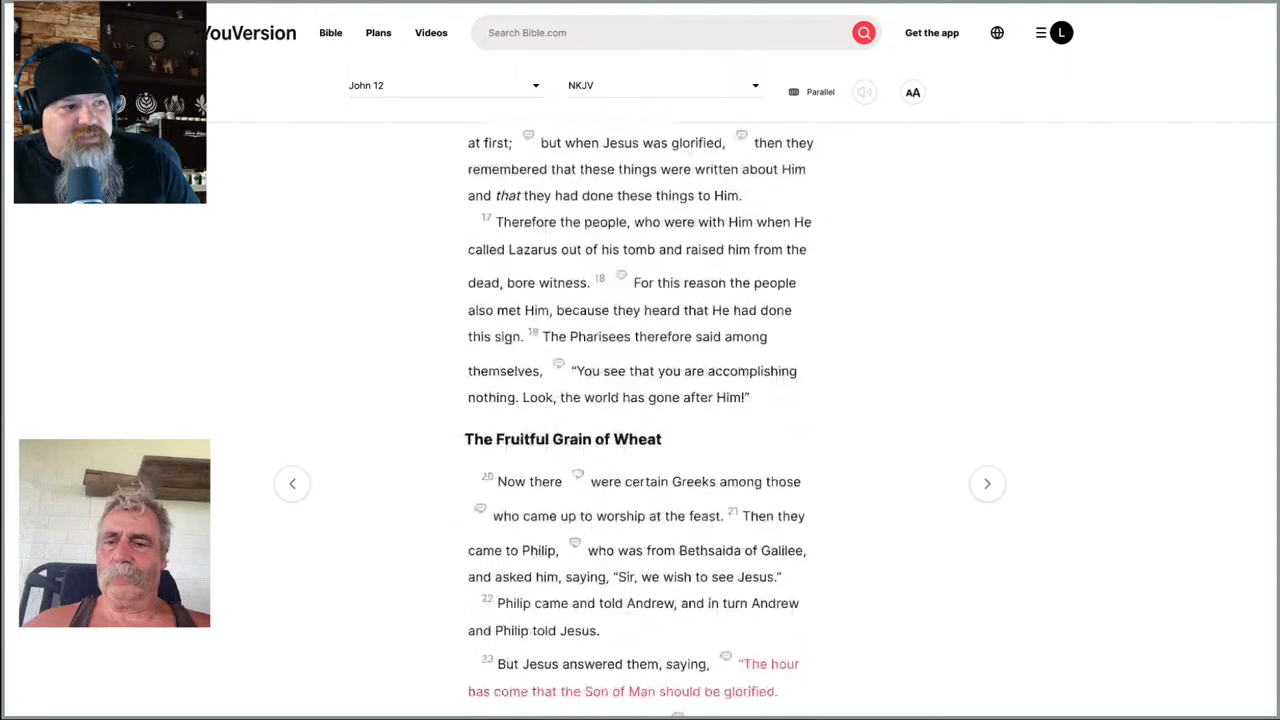 YouVersion
Bible
Plans
Videos
Search Bible.com
Get the app
L
John 12
NKJV
Parallel
AA
at first; but when Jesus was glorified, then they
remembered that these things were written about Him
and that they had done these things to Him.
17 Therefore the people, who were with Him when He
called Lazarus out of his tomb and raised him from the
dead, bore witness. 18 For this reason the people
also met Him, because they heard that He had done
this sign. 19 The Pharisees therefore said among
themselves, “You see that you are accomplishing
nothing. Look, the world has gone after Him!”
The Fruitful Grain of Wheat
20 Now there were certain Greeks among those
who came up to worship at the feast. 21 Then they
came to Philip, who was from Bethsaida of Galilee,
and asked him, saying, “Sir, we wish to see Jesus.”
22 Philip came and told Andrew, and in turn Andrew
and Philip told Jesus.
23 But Jesus answered them, saying, “The hour
has come that the Son of Man should be glorified.